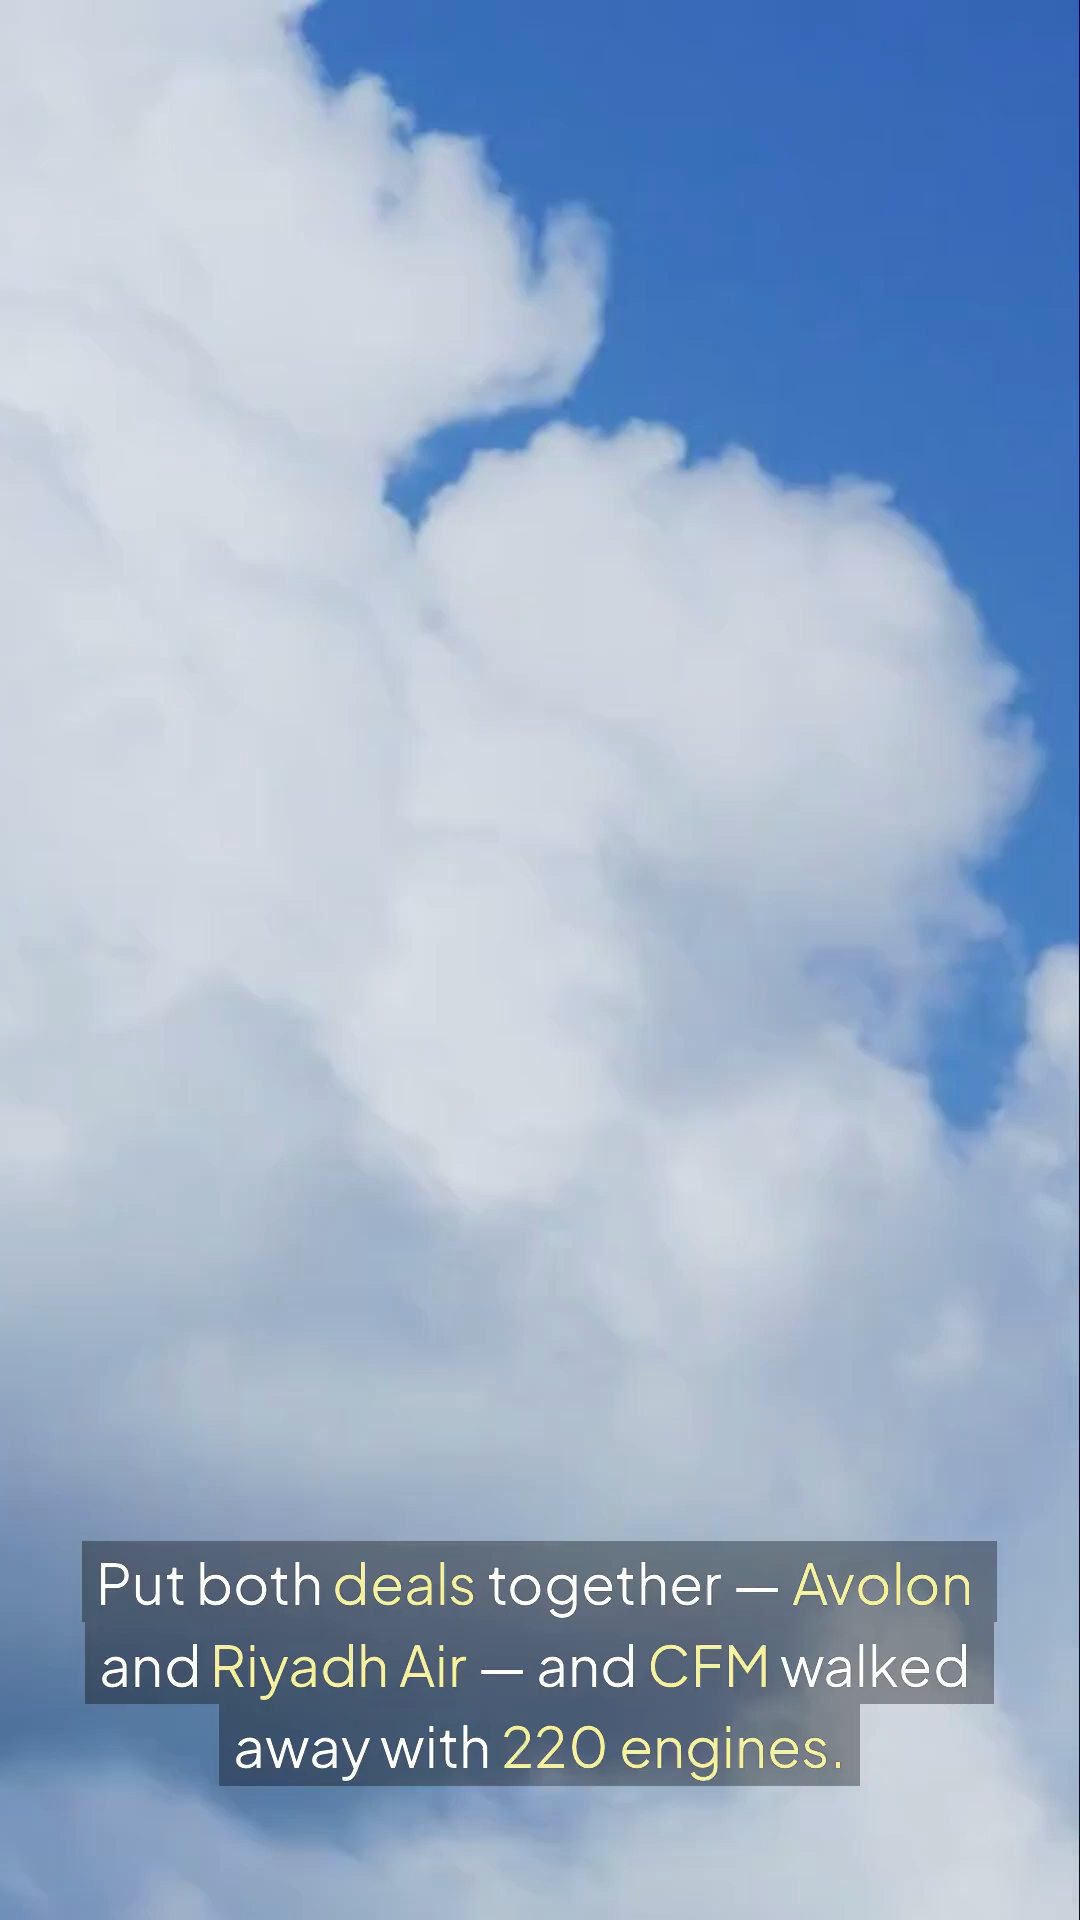 Put both deals together — Avolon
and Riyadh Air — and CFM walked
away with 220 engines.